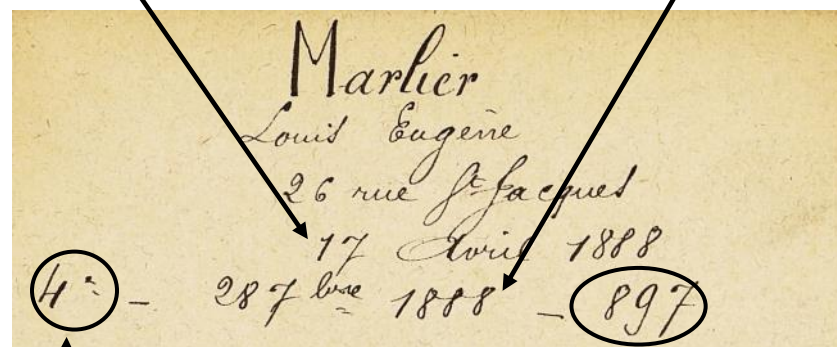 Marlier
Louis Eugène
26 rue St Jacques
17 Avril 1888
4e - 28 7bre 1888 - 897